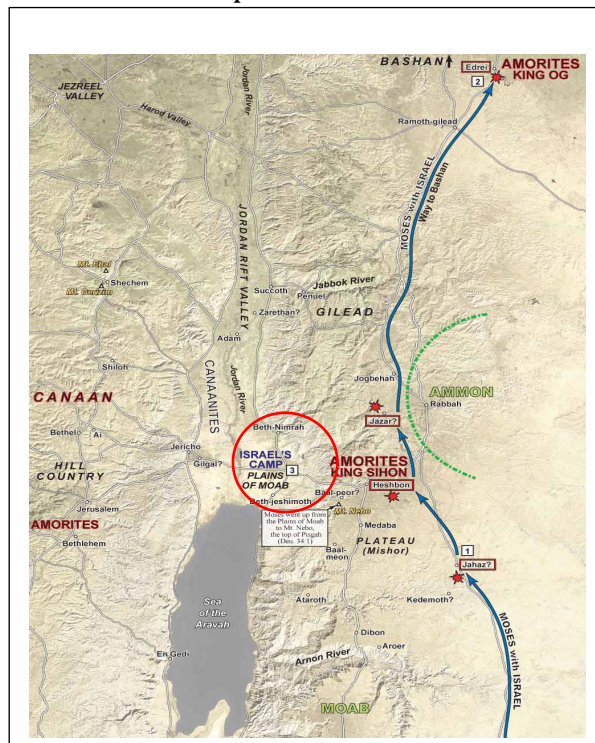 BASHAN
Edrei
AMORITES
KING OG
2
JEZREEL
VALLEY
Harod Valley
Jordan River
Ramoth-gilead
MOSES with ISRAEL
Way to Bashan
JORDAN RIFT VALLEY
Mt. Ebal
Shechem
Mt. Gerizim
Succoth
Jabbok River
Penuel
Zarethan?
GILEAD
Adam
Shiloh
CANAANITES
Jordan River
Jogbehah
AMMON
Rabbah
CANAAN
Jazar?
Bethel
Ai
Beth-Nimrah
Jericho
Gilgal?
ISRAEL'S
CAMP
3
PLAINS
OF MOAB
AMORITES
KING SIHON
HILL
COUNTRY
Heshbon
Beth-jeshimoth
Baal-peor?
Mt. Nebo
Jerusalem
Moses went up from
the Plains of Moab
to Mt. Nebo,
the top of Pisgah
(Deu. 34:1)
Medaba
AMORITES
Bethlehem
PLATEAU
(Mishor)
1
Baal-
meon
Jahaz?
Sea
of the
Aravah
Ataroth
Kedemoth?
MOSES with ISRAEL
Dibon
Aroer
En Gedi
Arnon River
MOAB